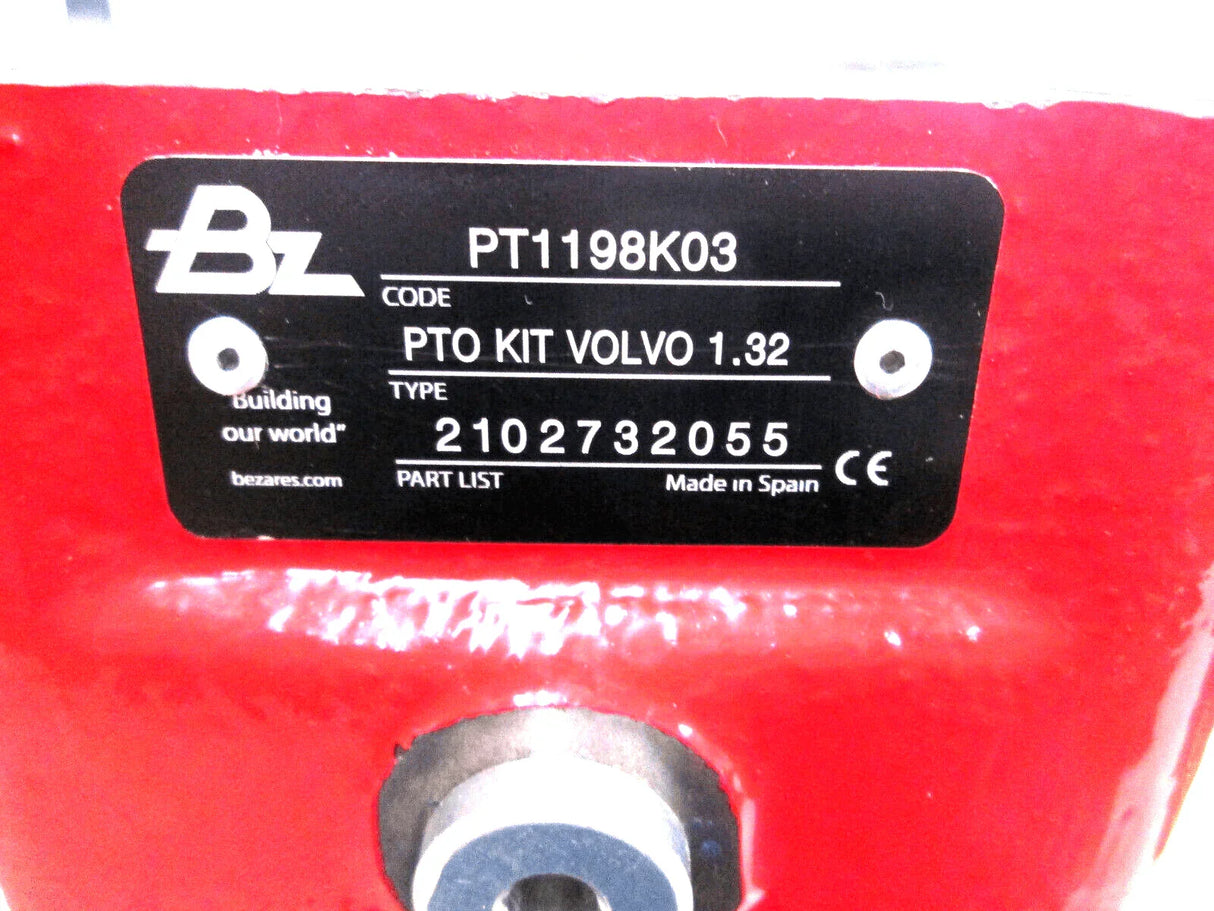 Bz
PT1198K03
CODE
PTO KIT VOLVO 1.32
TYPE
Building
our world"
2102732055
bezares.com
PART LIST
Made in Spain
CE